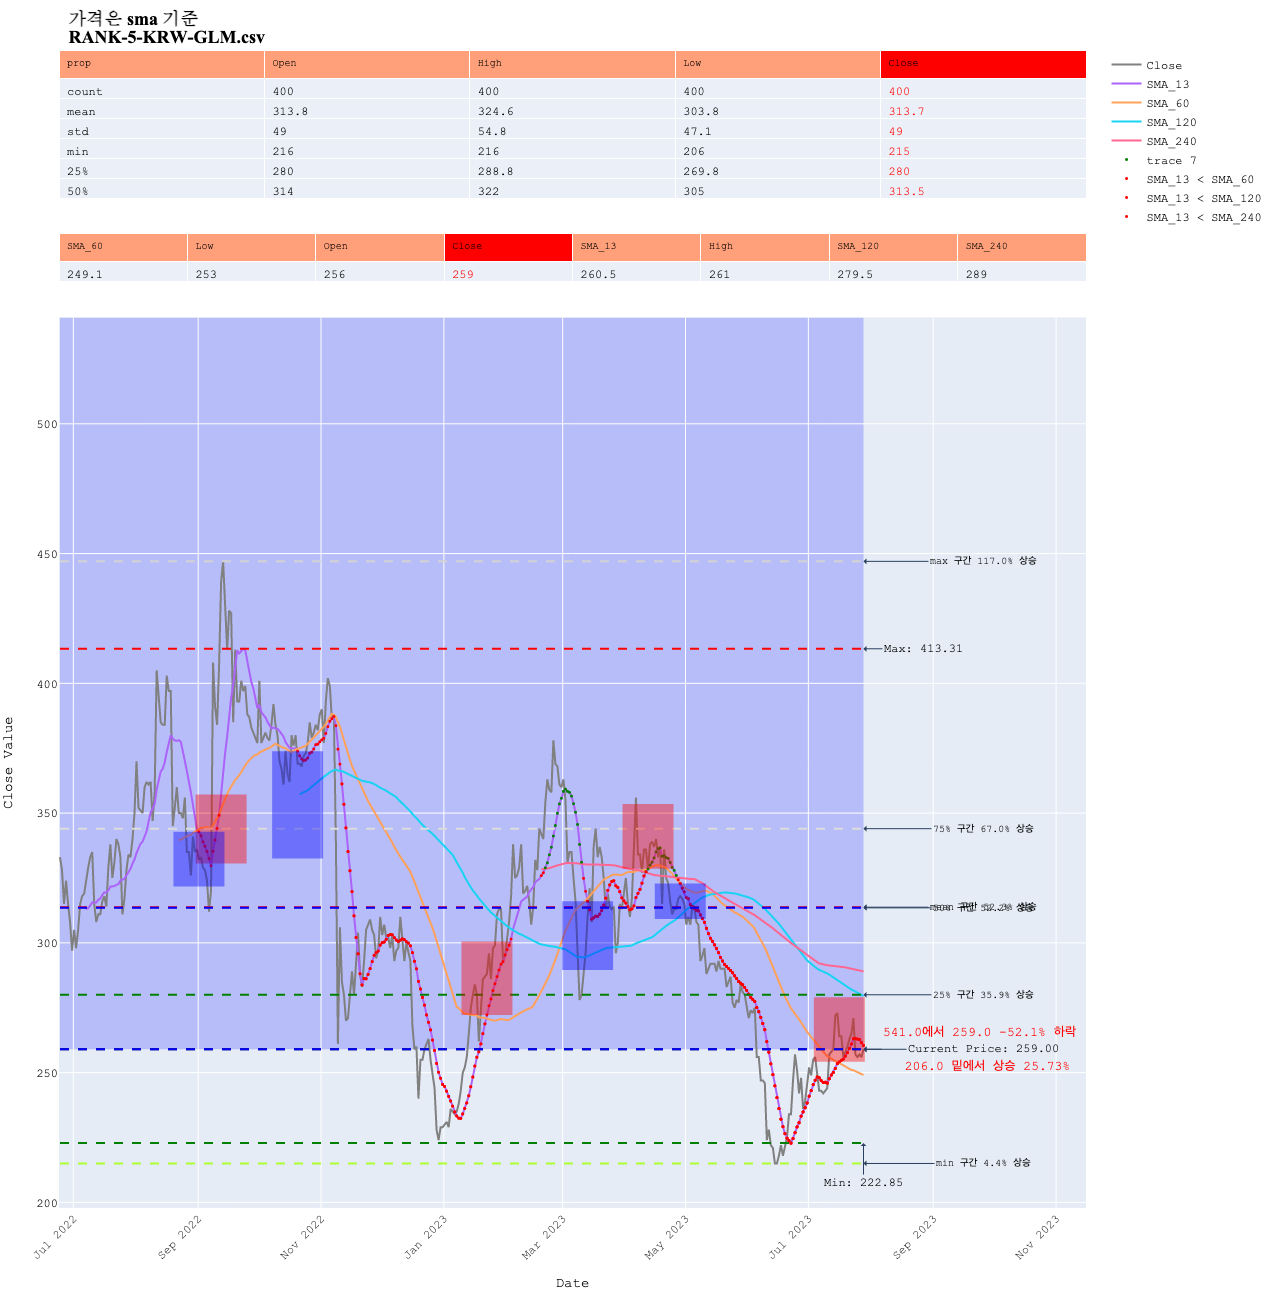 가격은 sma 기준
RANK-5-KRW-GLM.csv
prop Open High Low Close
count 400 400 400 400
mean 313.8 324.6 303.8 313.7
std 49 54.8 47.1 49
min 216 216 206 215
25% 280 288.8 269.8 280
50% 314 322 305 313.5
SMA_60 Low Open Close SMA_13 High SMA_120 SMA_240
249.1 253 256 259 260.5 261 279.5 289
Close
SMA_13
SMA_60
SMA_120
SMA_240
trace 7
SMA_13 < SMA_60
SMA_13 < SMA_120
SMA_13 < SMA_240
Close Value
500
450
400
350
300
250
200
max 구간 117.0% 상승
Max: 413.31
75% 구간 67.0% 상승
25% 구간 35.9% 상승
541.0에서 259.0 -52.1% 하락
Current Price: 259.00
206.0 밑에서 상승 25.73%
min 구간 4.4% 상승
Min: 222.85
Jul 2022
Sep 2022
Nov 2022
Jan 2023
Mar 2023
May 2023
Jul 2023
Sep 2023
Nov 2023
Date